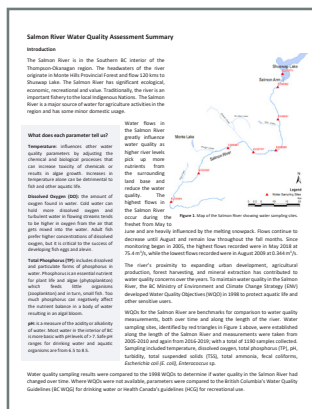 Salmon River Water Quality Assessment Summary
Introduction
The Salmon River is in the Southern BC interior of the
Thompson-Okanagan region. The headwaters of the river
originate in Monte Hills Provincial Forest and flow 120 kms to
Shuswap Lake. The Salmon River has significant ecological,
economic, recreational and value. Traditionally, the river is an
important fishery to the local Indigenous Nations. The Salmon
River is a major source of water for agriculture activities in the
region and has some minor domestic usage.
Shuswap Lake
Salmon Arm
Monte Lake
Salmon River
Legend
Water Sampling Sites
Figure 1. Map of the Salmon River showing water sampling sites.
What does each parameter tell us?
Temperature: influences other water
quality parameters by adjusting the
chemical and biological processes that
can increase toxicity of chemicals or
results in algae growth. Increases in
temperature alone can be detrimental to
fish and other aquatic life.
Dissolved Oxygen (DO): the amount of
oxygen found in water. Cold water can
hold more dissolved oxygen and
turbulent water in flowing streams tends
to be higher in oxygen from the air that
gets mixed into the water. Adult fish
prefer higher concentrations of dissolved
oxygen, but it is critical to the success of
developing fish eggs and alevin.
Total Phosphorus (TP): includes dissolved
and particulate forms of phosphorus in
water. Phosphorus is an essential nutrient
for plant life and algae (phytoplankton)
which feeds little organisms
(zooplankton) and in turn, small fish. Too
much phosphorus can negatively affect
the nutrient balance in a body of water
resulting in an algal bloom.
pH: is a measure of the acidity or alkalinity
of water. Most water in the interior of BC
is more basic with pH levels of > 7. Safe pH
ranges for drinking water and aquatic
organisms are from 6.5 to 8.5.
Water flows in
the Salmon River
greatly influence
water quality as
higher river levels
pick up more
nutrients from
the surrounding
land base and
reduce the water
quality. The
highest flows in
the Salmon River
occur during the
freshet from May to
June and are heavily influenced by the melting snowpack. Flows continue to
decrease until August and remain low throughout the fall months. Since
monitoring began in 2005, the highest flows recorded were in May 2018 at
75.4 m³/s, while the lowest flows recorded were in August 2009 at 0.344 m³/s.
The river's proximity to expanding urban development, agricultural
production, forest harvesting, and mineral extraction has contributed to
water quality concerns over the years. To maintain water quality in the Salmon
River, the BC Ministry of Environment and Climate Change Strategy (ENV)
developed Water Quality Objectives (WQO) in 1998 to protect aquatic life and
other sensitive users.
WQOs for the Salmon River are benchmarks for comparison to water quality
measurements, both over time and along the length of the river. Water
sampling sites, identified by red triangles in Figure 1 above, were established
along the length of the Salmon River and measurements were taken from
2005-2010 and again from 2016-2019; with a total of 1190 samples collected.
Sampling included temperature, dissolved oxygen, total phosphorus (TP), pH,
turbidity, total suspended solids (TSS), total ammonia, fecal coliforms,
Escherichia coli (E. coli), Enterococcus sp.
Water quality sampling results were compared to the 1998 WQOs to determine if water quality in the Salmon River had
changed over time. Where WQOs were not available, parameters were compared to the British Columbia's Water Quality
Guidelines (BC WQG) for drinking water or Health Canada's guidelines (HCG) for recreational use.